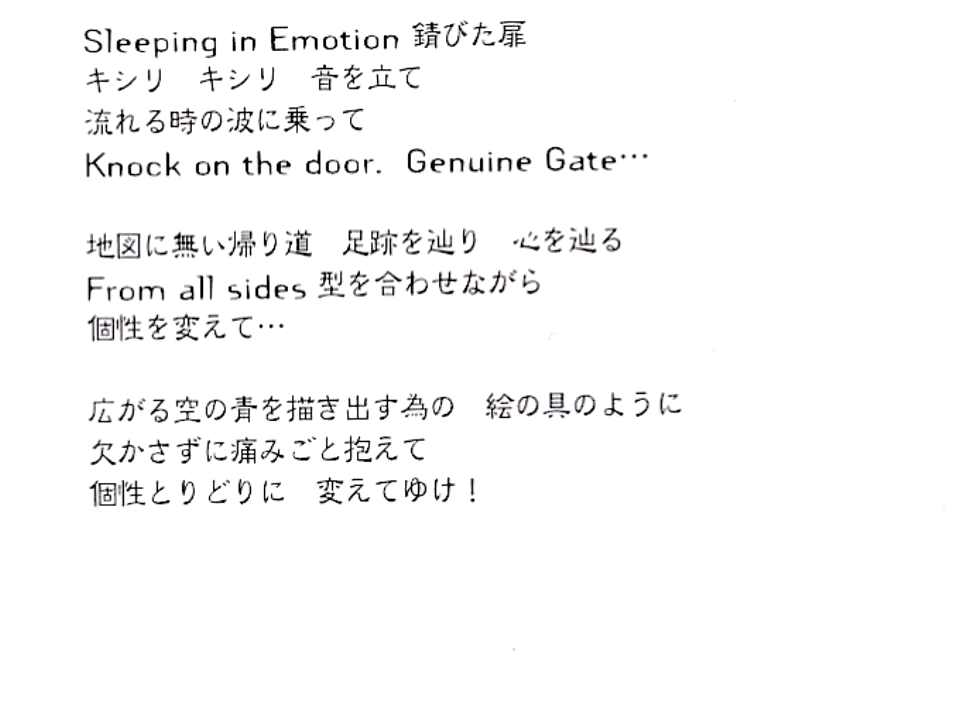 Sleeping in Emotion 錆びた扉
キシリ　キシリ　音を立て
流れる時の波に乗って
Knock on the door.  Genuine Gate…
地図に無い帰り道　足跡を辿り　心を辿る
From all sides 型を合わせながら
個性を変えて…
広がる空の青を描き出す為の　絵の具のように
欠かさずに痛みごと抱えて
個性とりどりに　変えてゆけ！